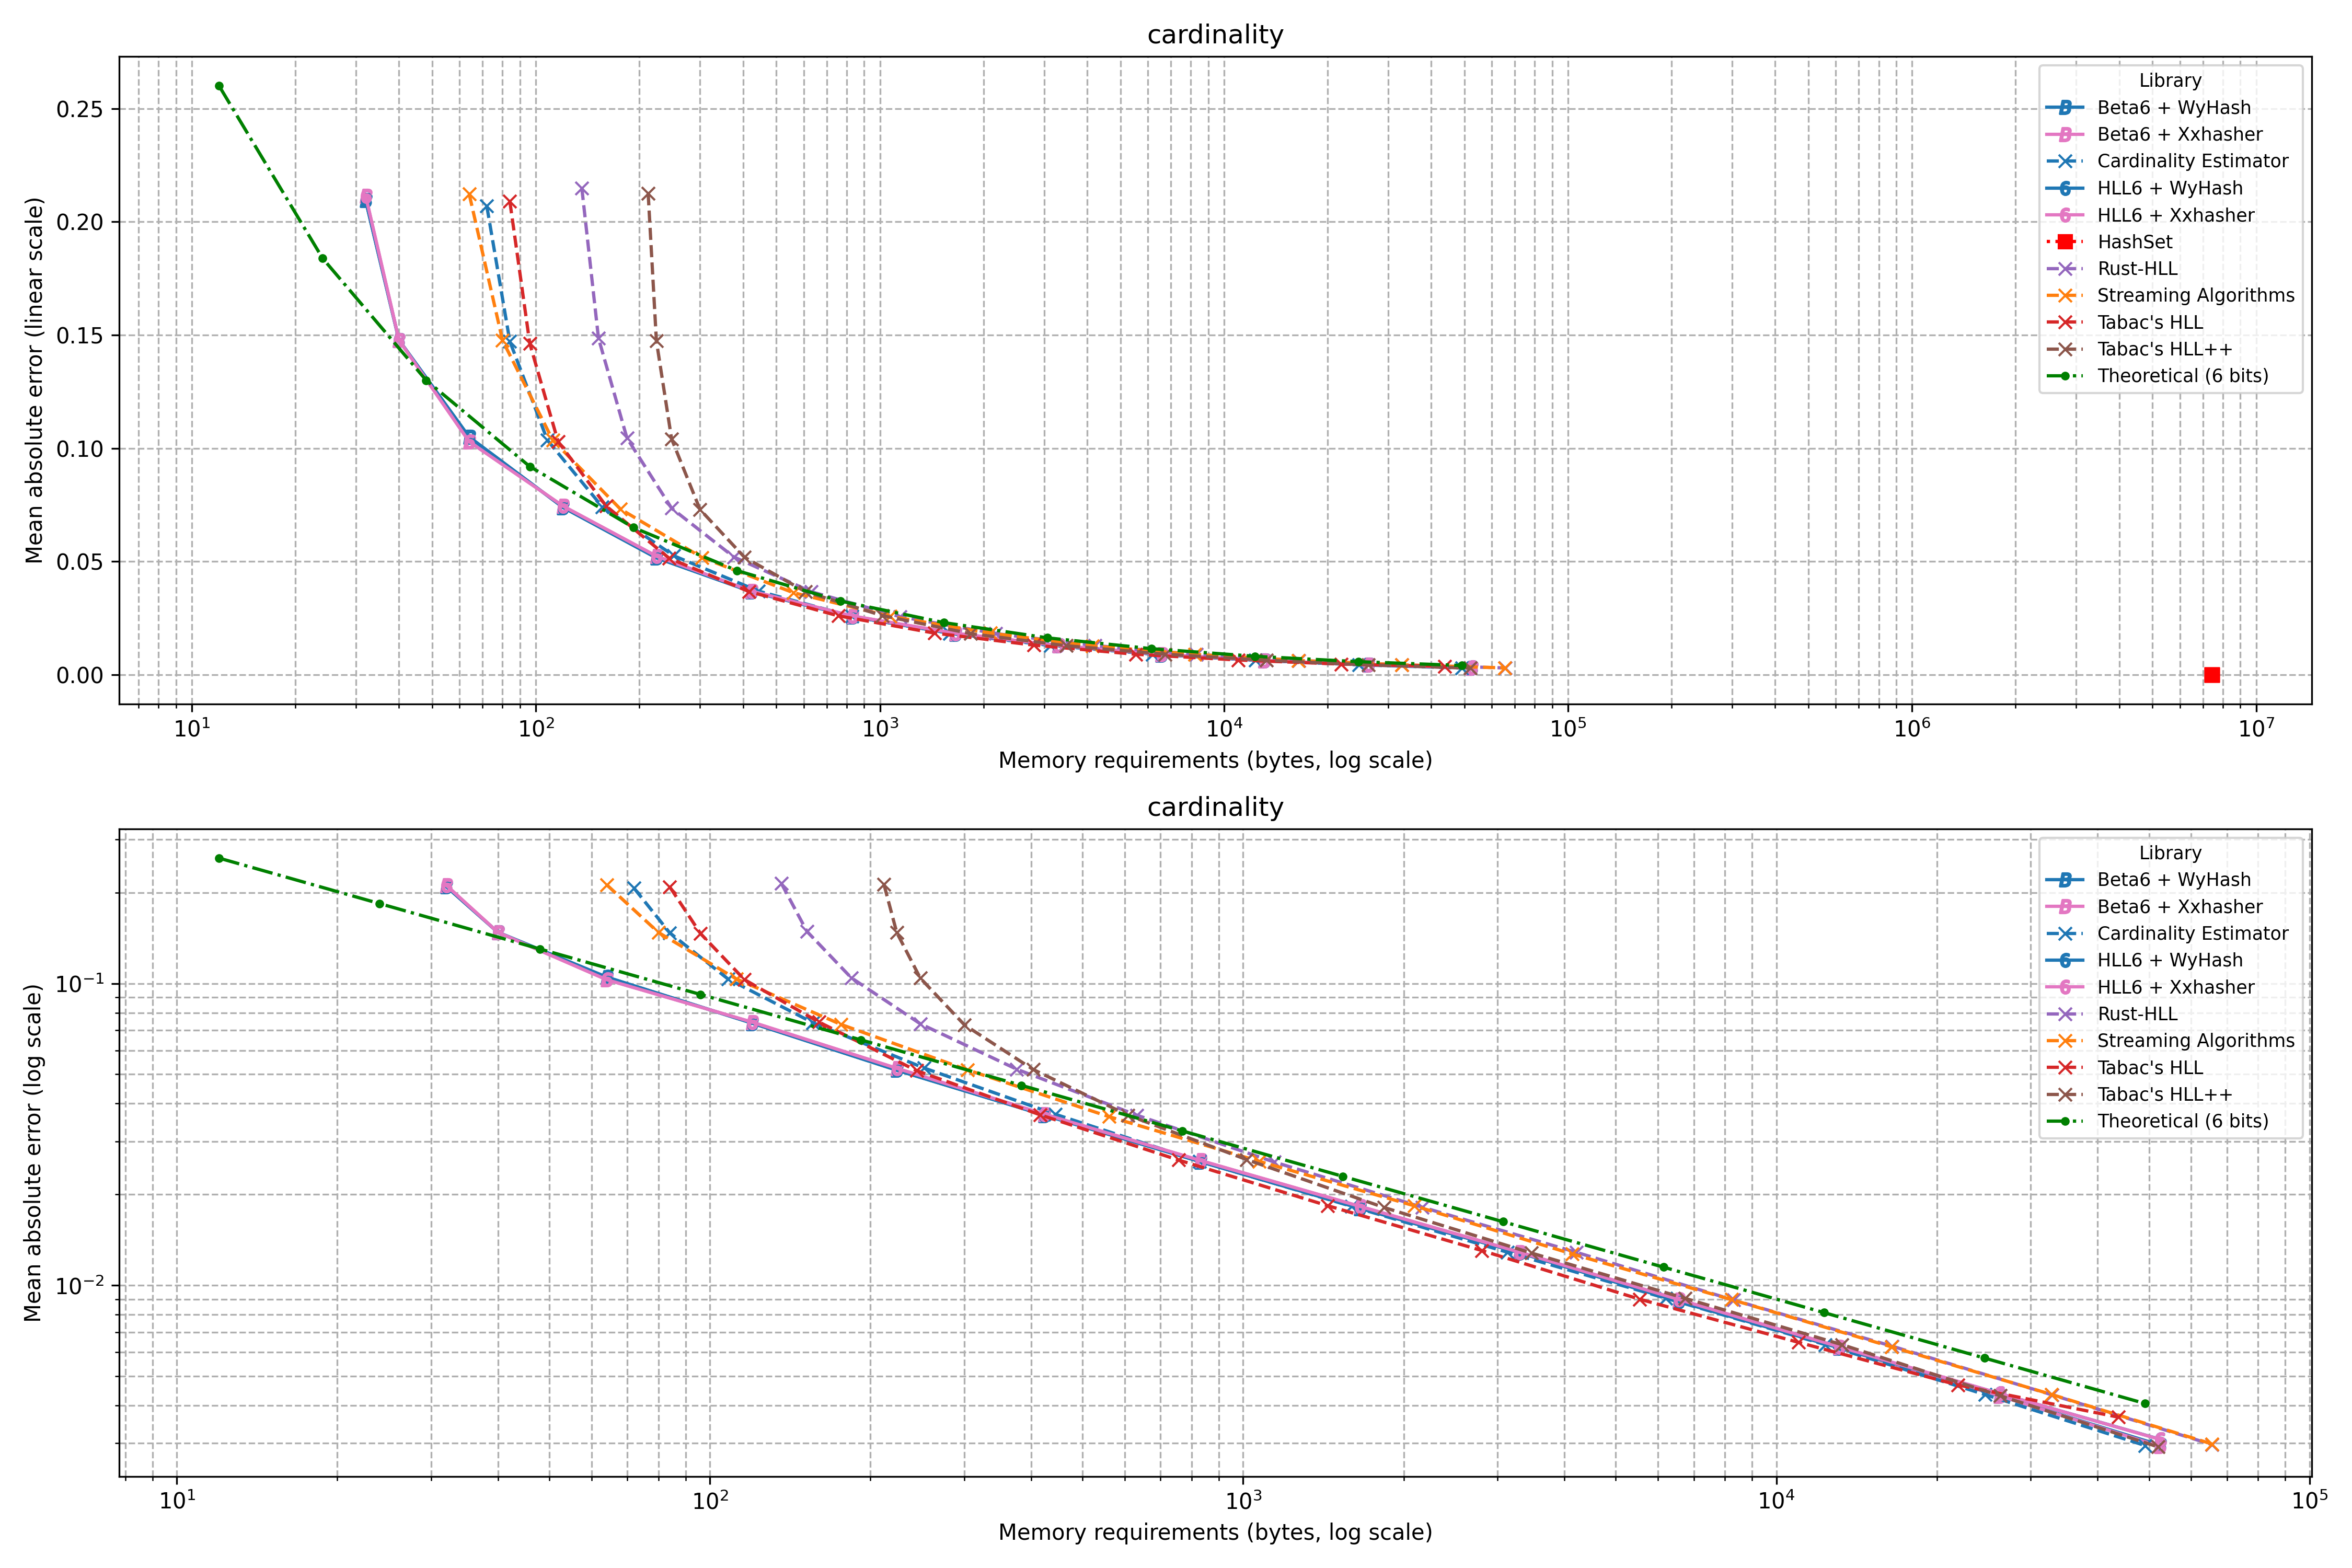 cardinality
Mean absolute error (linear scale)
0.25
0.20
0.15
0.10
0.05
0.00
Library
Beta6 + WyHash
Beta6 + Xxhasher
Cardinality Estimator
HLL6 + WyHash
HLL6 + Xxhasher
HashSet
Rust-HLL
Streaming Algorithms
Tabac's HLL
Tabac's HLL++
Theoretical (6 bits)
10¹ 10² 10³ 10⁴ 10⁵ 10⁶ 10⁷
Memory requirements (bytes, log scale)
cardinality
Mean absolute error (log scale)
10⁻¹
10⁻²
Library
Beta6 + WyHash
Beta6 + Xxhasher
Cardinality Estimator
HLL6 + WyHash
HLL6 + Xxhasher
Rust-HLL
Streaming Algorithms
Tabac's HLL
Tabac's HLL++
Theoretical (6 bits)
10¹ 10² 10³ 10⁴ 10⁵
Memory requirements (bytes, log scale)